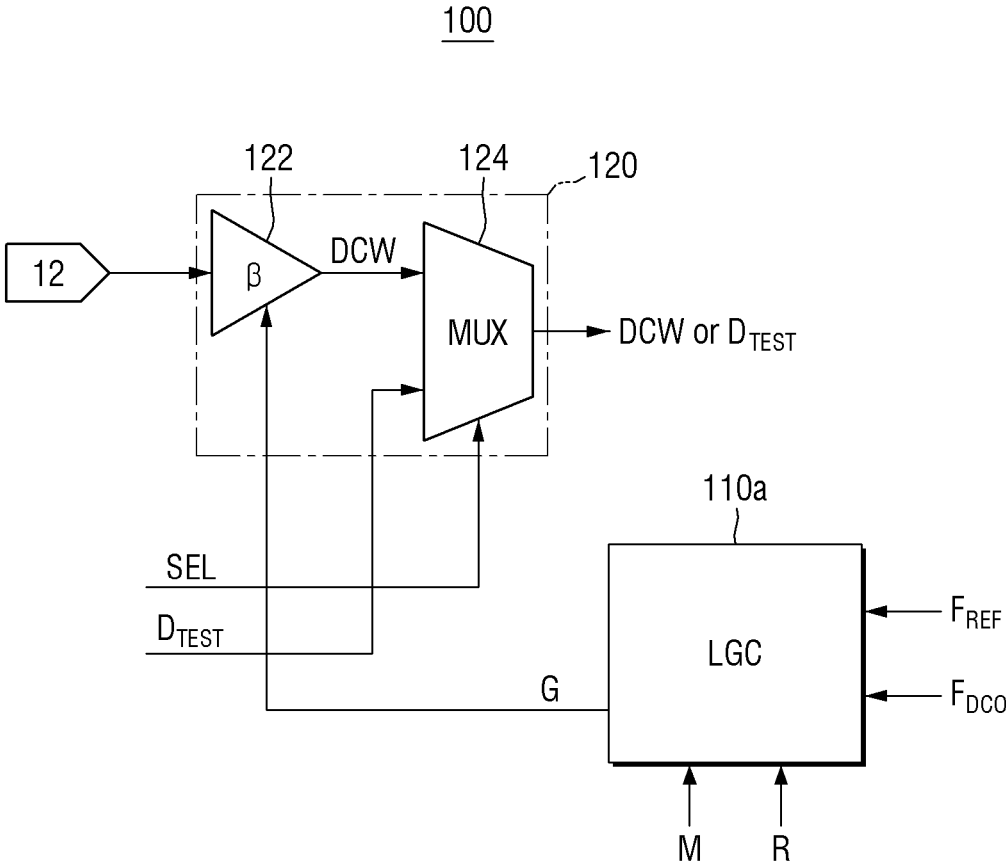 100
122
124
120
12
β
DCW
MUX
DCW or DTEST
110a
SEL
DTEST
LGC
FREF
G
FDCO
M
R